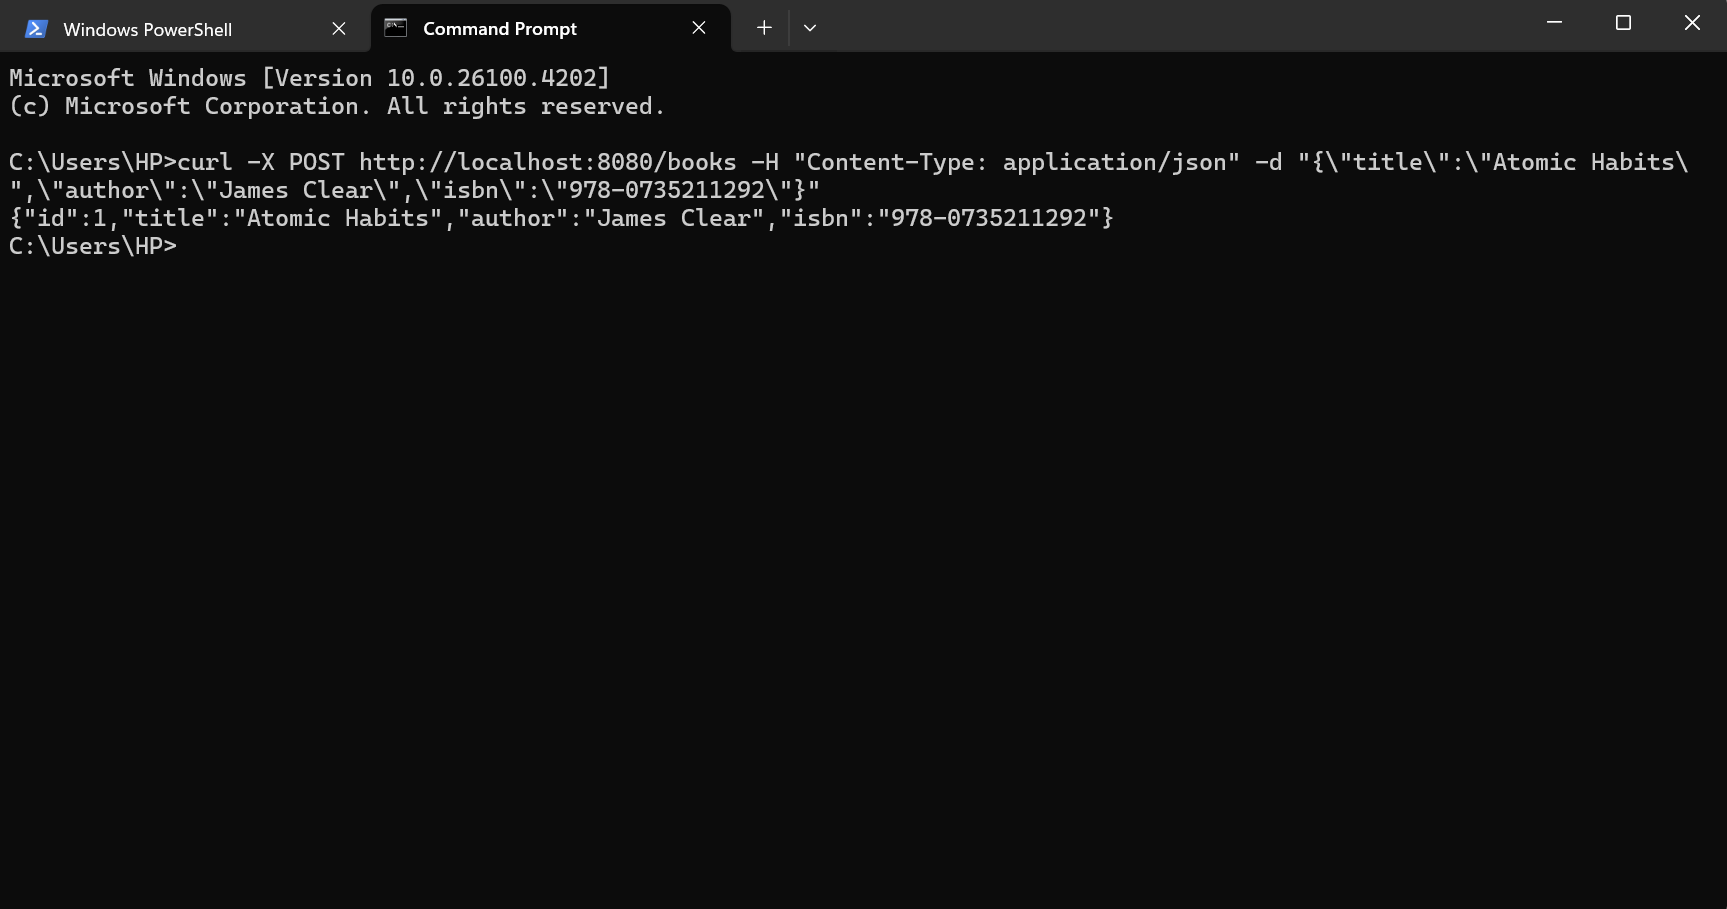 Windows PowerShell
Command Prompt
Microsoft Windows [Version 10.0.26100.4202]
(c) Microsoft Corporation. All rights reserved.
C:\Users\HP>curl -X POST http://localhost:8080/books -H "Content-Type: application/json" -d "{\"title\":\"Atomic Habits\
",\"author\":\"James Clear\",\"isbn\":\"978-0735211292\"}"
{"id":1,"title":"Atomic Habits","author":"James Clear","isbn":"978-0735211292"}
C:\Users\HP>